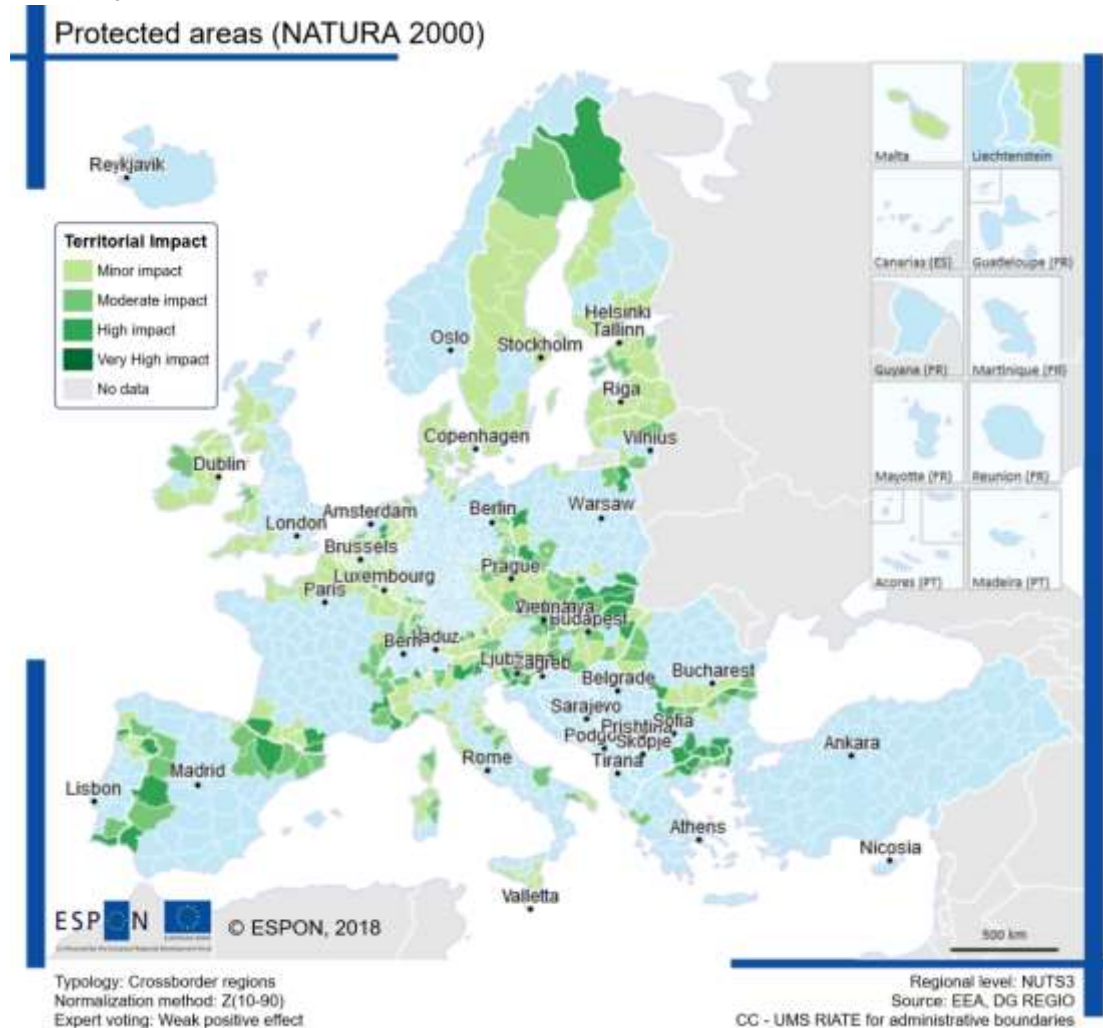 Protected areas (NATURA 2000)
Reykjavik
Territorial Impact
Minor impact
Moderate impact
High impact
Very High impact
No data
Malta
Liechtenstein
Canarias (ES)
Guadeloupe (FR)
Guyane (FR)
Martinique (FR)
Mayotte (FR)
Reunion (FR)
Acores (PT)
Madeira (PT)
Oslo
Helsinki
Tallinn
Stockholm
Riga
Copenhagen
Vilnius
Dublin
Amsterdam
Berlin
Warsaw
London
Brussels
Prague
Luxembourg
Paris
Budapest
Bern
Vaduz
Ljubljana
Zagreb
Belgrade
Bucharest
Sarajevo
Prishtina
Sofia
Skopje
Tirana
Rome
Ankara
Madrid
Lisbon
Athens
Nicosia
Valletta
ESPON
© ESPON, 2018
500 km
Typology: Crossborder regions
Normalization method: Z(10-90)
Expert voting: Weak positive effect
Regional level: NUTS3
Source: EEA, DG REGIO
CC - UMS RIATE for administrative boundaries